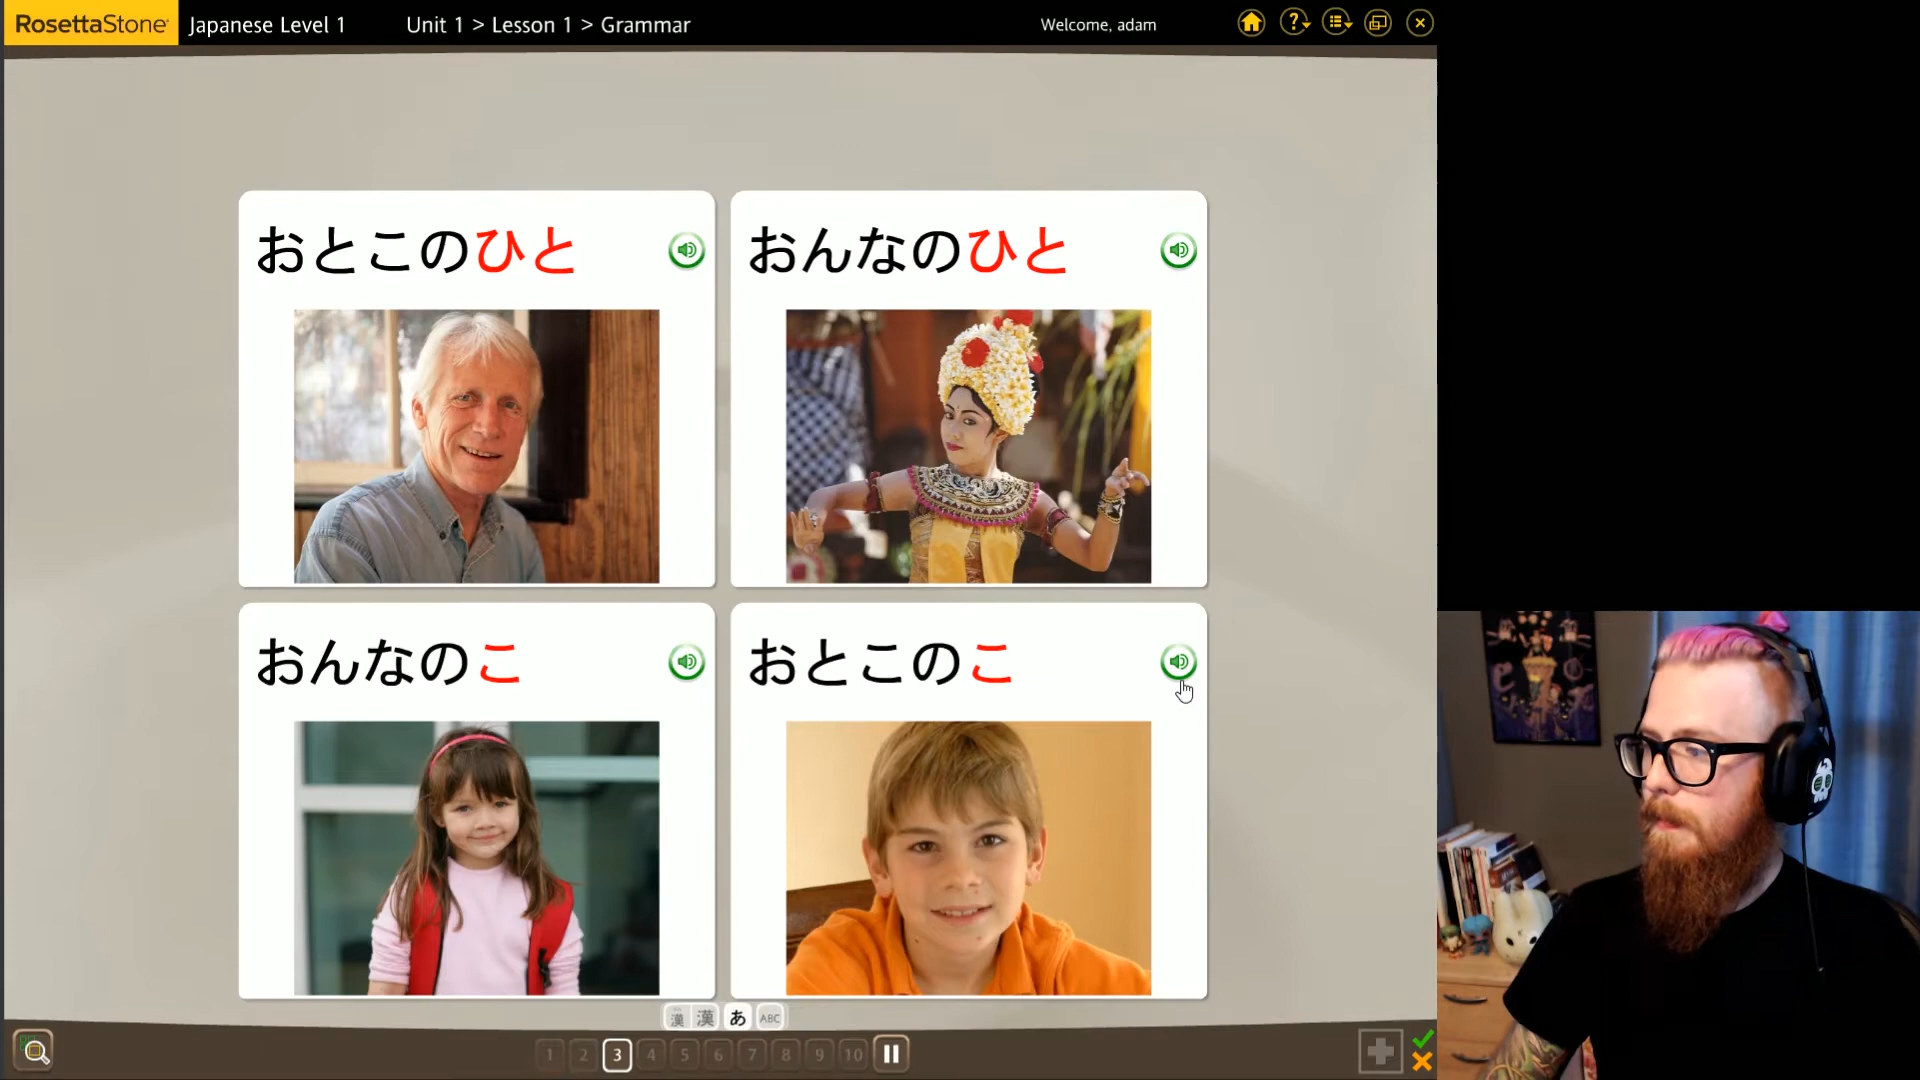 RosettaStone Japanese Level 1 Unit 1 > Lesson 1 > Grammar Welcome, adam
おとこのひと
おんなのひと
おんなのこ
おとこのこ
漢 漢 あ ABC
1 2 3 4 5 6 7 8 9 10